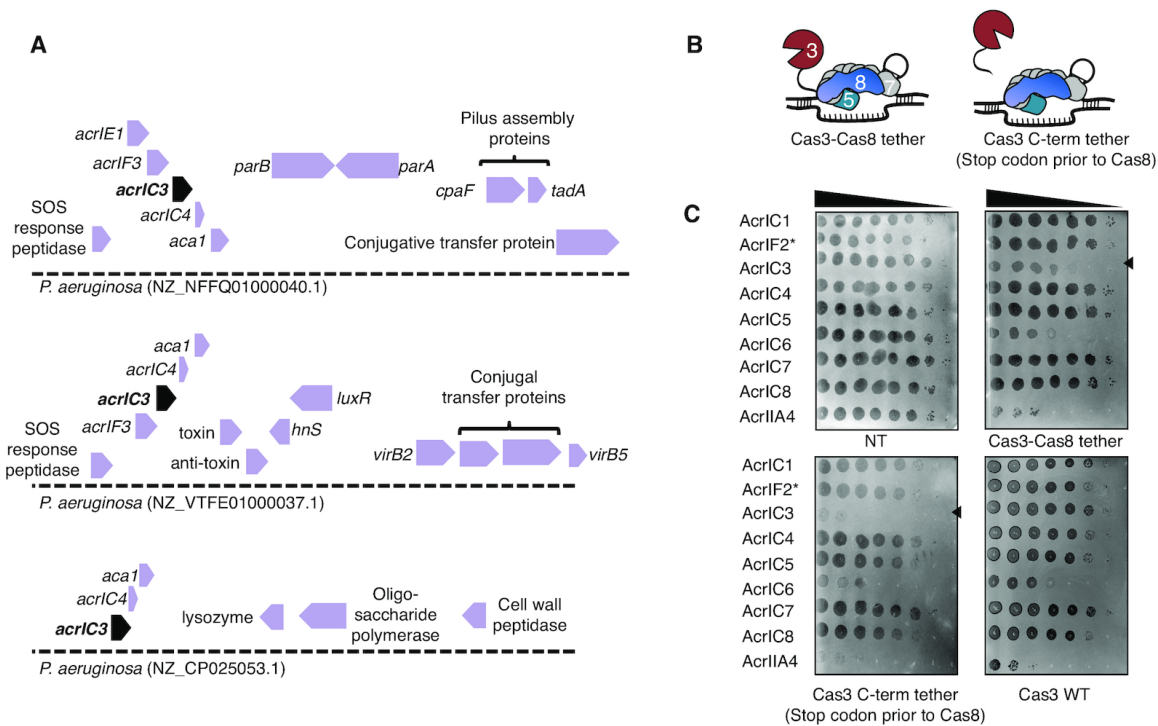 A
acrIE1
acrIF3
acrIC3
acrIC4
aca1
SOS
response
peptidase
parB
parA
Pilus assembly
proteins
cpaF
tadA
Conjugative transfer protein
P. aeruginosa (NZ_NFFQ01000040.1)
aca1
acrIC4
acrIC3
acrIF3
SOS
response
peptidase
toxin
anti-toxin
luxR
hnS
Conjugal
transfer proteins
virB2
virB5
P. aeruginosa (NZ_VTFE01000037.1)
aca1
acrIC4
acrIC3
lysozyme
Oligo-
saccharide
polymerase
Cell wall
peptidase
P. aeruginosa (NZ_CP025053.1)
B
3
8
7
5
Cas3-Cas8 tether
Cas3 C-term tether
(Stop codon prior to Cas8)
C
AcrIC1
AcrIF2*
AcrIC3
AcrIC4
AcrIC5
AcrIC6
AcrIC7
AcrIC8
AcrIIA4
NT
Cas3-Cas8 tether
AcrIC1
AcrIF2*
AcrIC3
AcrIC4
AcrIC5
AcrIC6
AcrIC7
AcrIC8
AcrIIA4
Cas3 C-term tether
(Stop codon prior to Cas8)
Cas3 WT